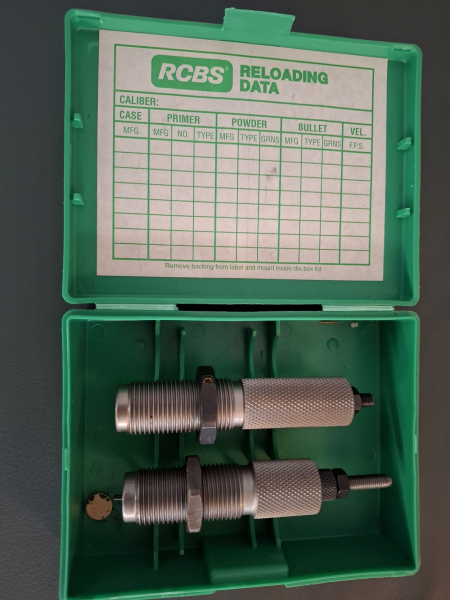 RCBS® RELOADING
DATA
CALIBER:
CASE PRIMER POWDER BULLET VEL.
MFG MFG NO. TYPE MFG TYPE GRNS MFG TYPE GRNS F.P.S.
Remove backing from label and mount inside die box lid.